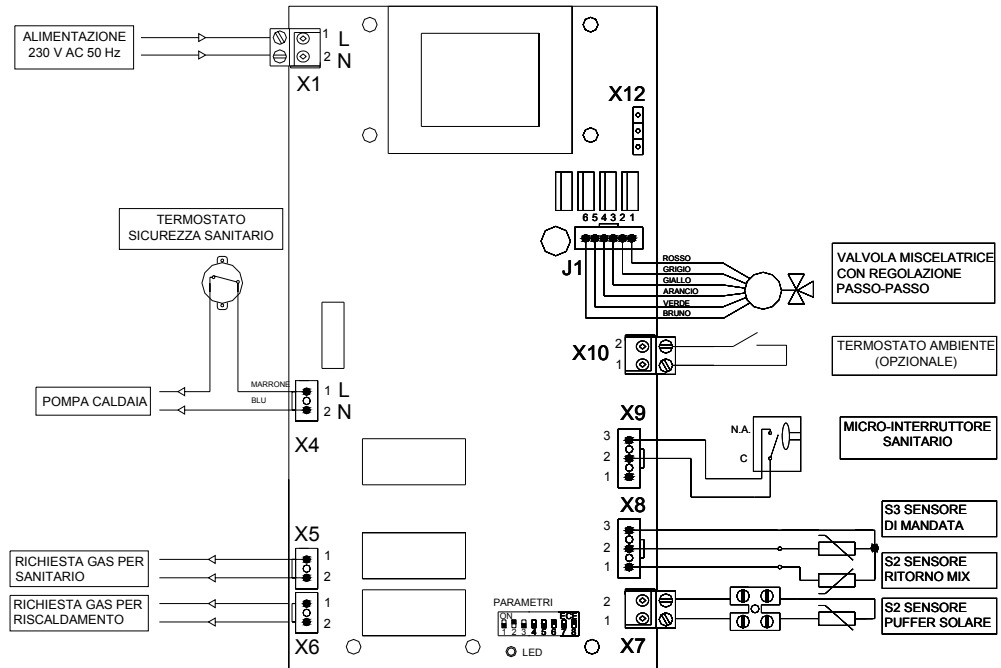 ALIMENTAZIONE
230 V AC 50 Hz
1 L
2 N
X1
X12
TERMOSTATO
SICUREZZA SANITARIO
6 5 4 3 2 1
J1
ROSSO
GRIGIO
GIALLO
ARANCIO
VERDE
BRUNO
VALVOLA MISCELATRICE
CON REGOLAZIONE
PASSO-PASSO
X10
2
1
TERMOSTATO AMBIENTE
(OPZIONALE)
POMPA CALDAIA
MARRONE
BLU
1 L
2 N
X4
X9
3
2
1
N.A.
C
MICRO-INTERRUTTORE
SANITARIO
X8
3
2
1
S3 SENSORE
DI MANDATA
S2 SENSORE
RITORNO MIX
X5
1
2
RICHIESTA GAS PER
SANITARIO
RICHIESTA GAS PER
RISCALDAMENTO
1
2
X6
PARAMETRI
ON ECE
1 2 3 4 5 6 7 8
LED
2
1
X7
S2 SENSORE
PUFFER SOLARE